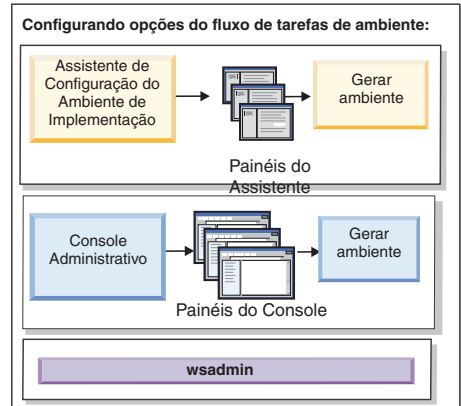 Configurando opções do fluxo de tarefas de ambiente:
Assistente de
Configuração do
Ambiente de
Implementação
Gerar
ambiente
Painéis do
Assistente
Console
Administrativo
Gerar
ambiente
Painéis do Console
wsadmin